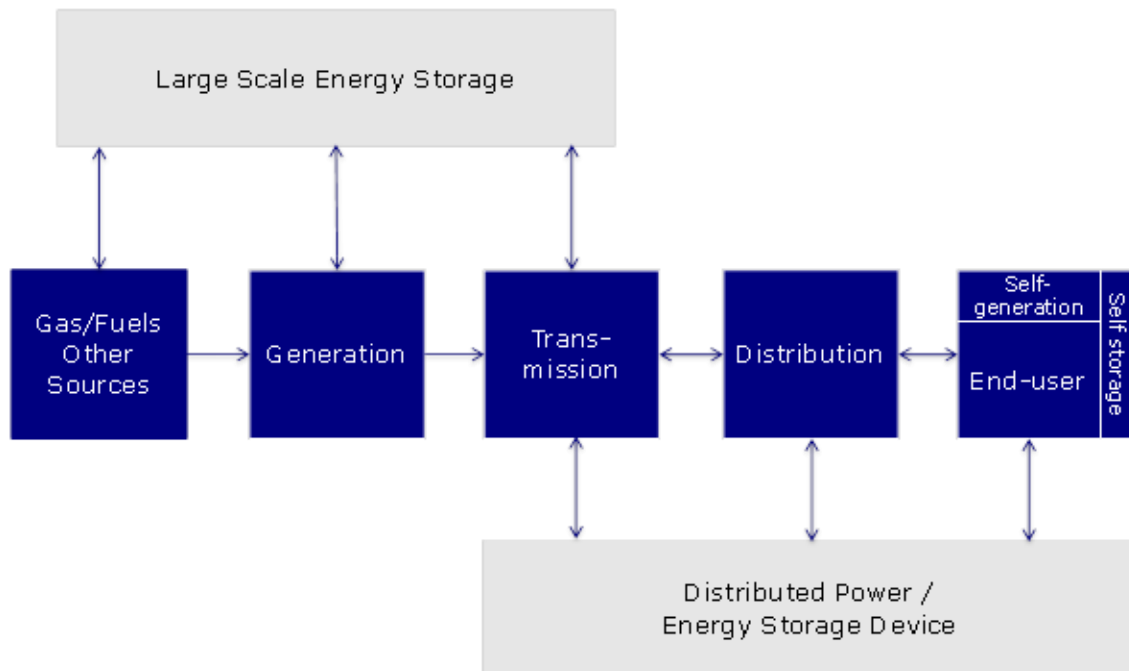 Large Scale Energy Storage
Gas/Fuels
Other
Sources
Generation
Trans-
mission
Distribution
Self-
generation
End-user
Self storage
Distributed Power /
Energy Storage Device